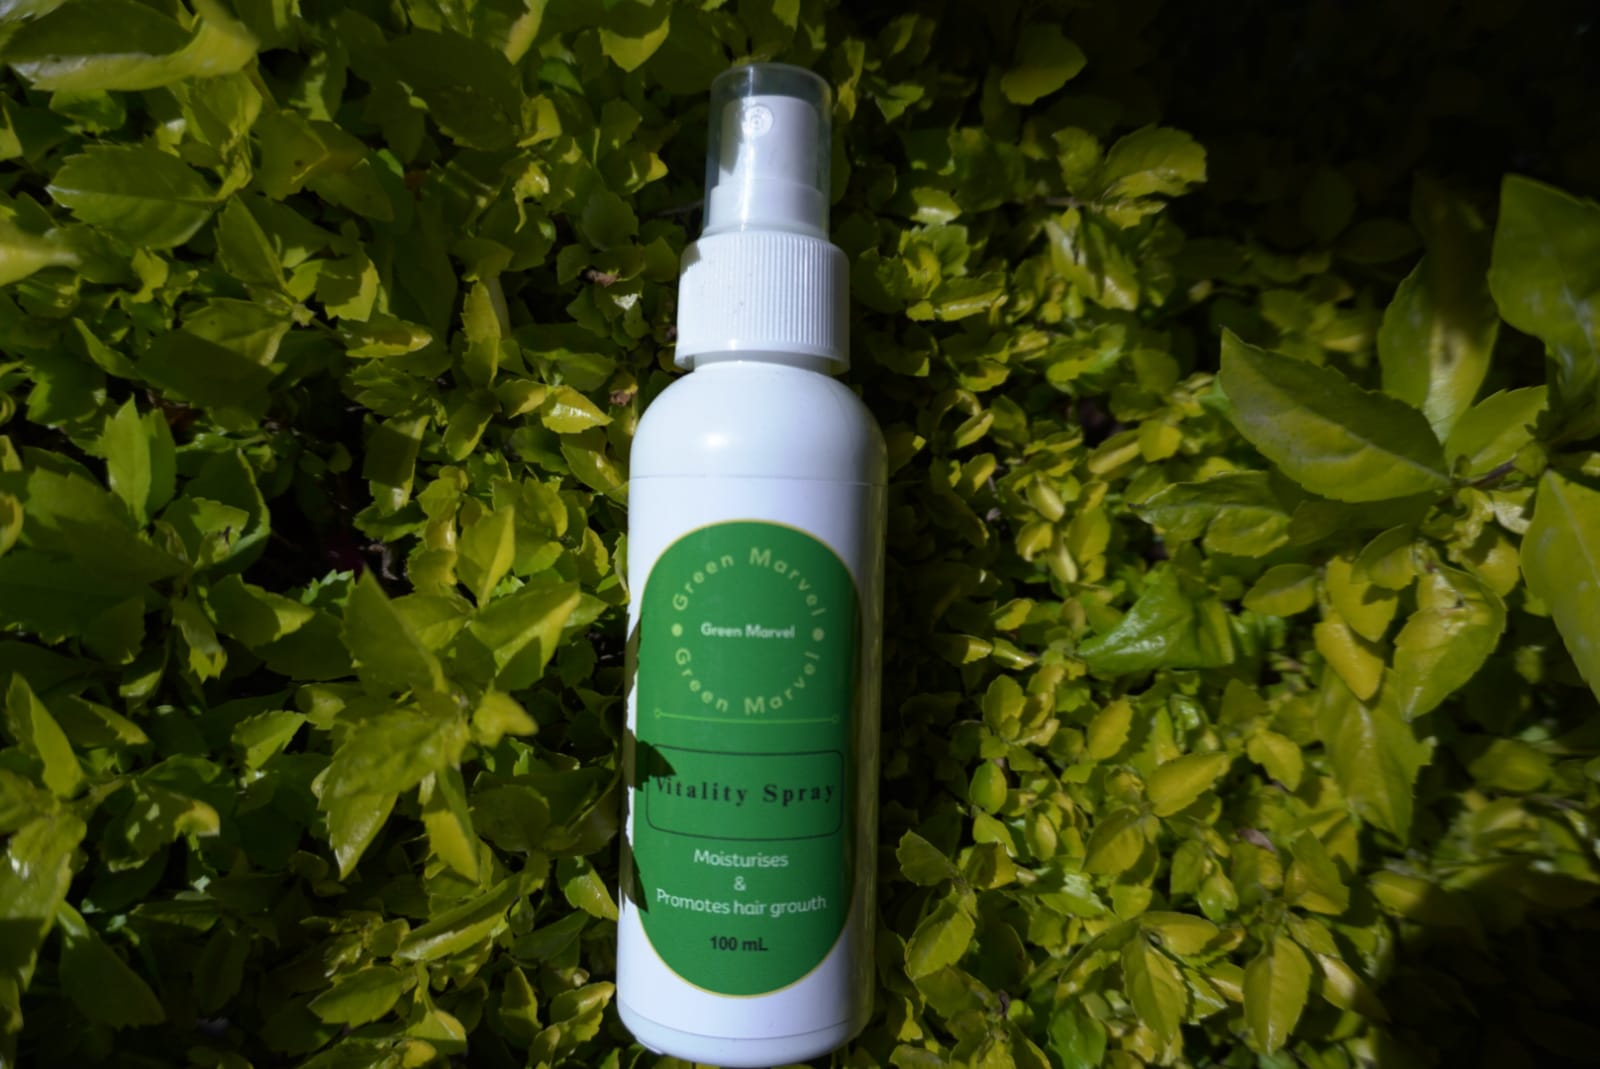 Green Marvel
Green Marvel
Green Marvel
Vitality Spray
Moisturises
&
Promotes hair growth
100 mL